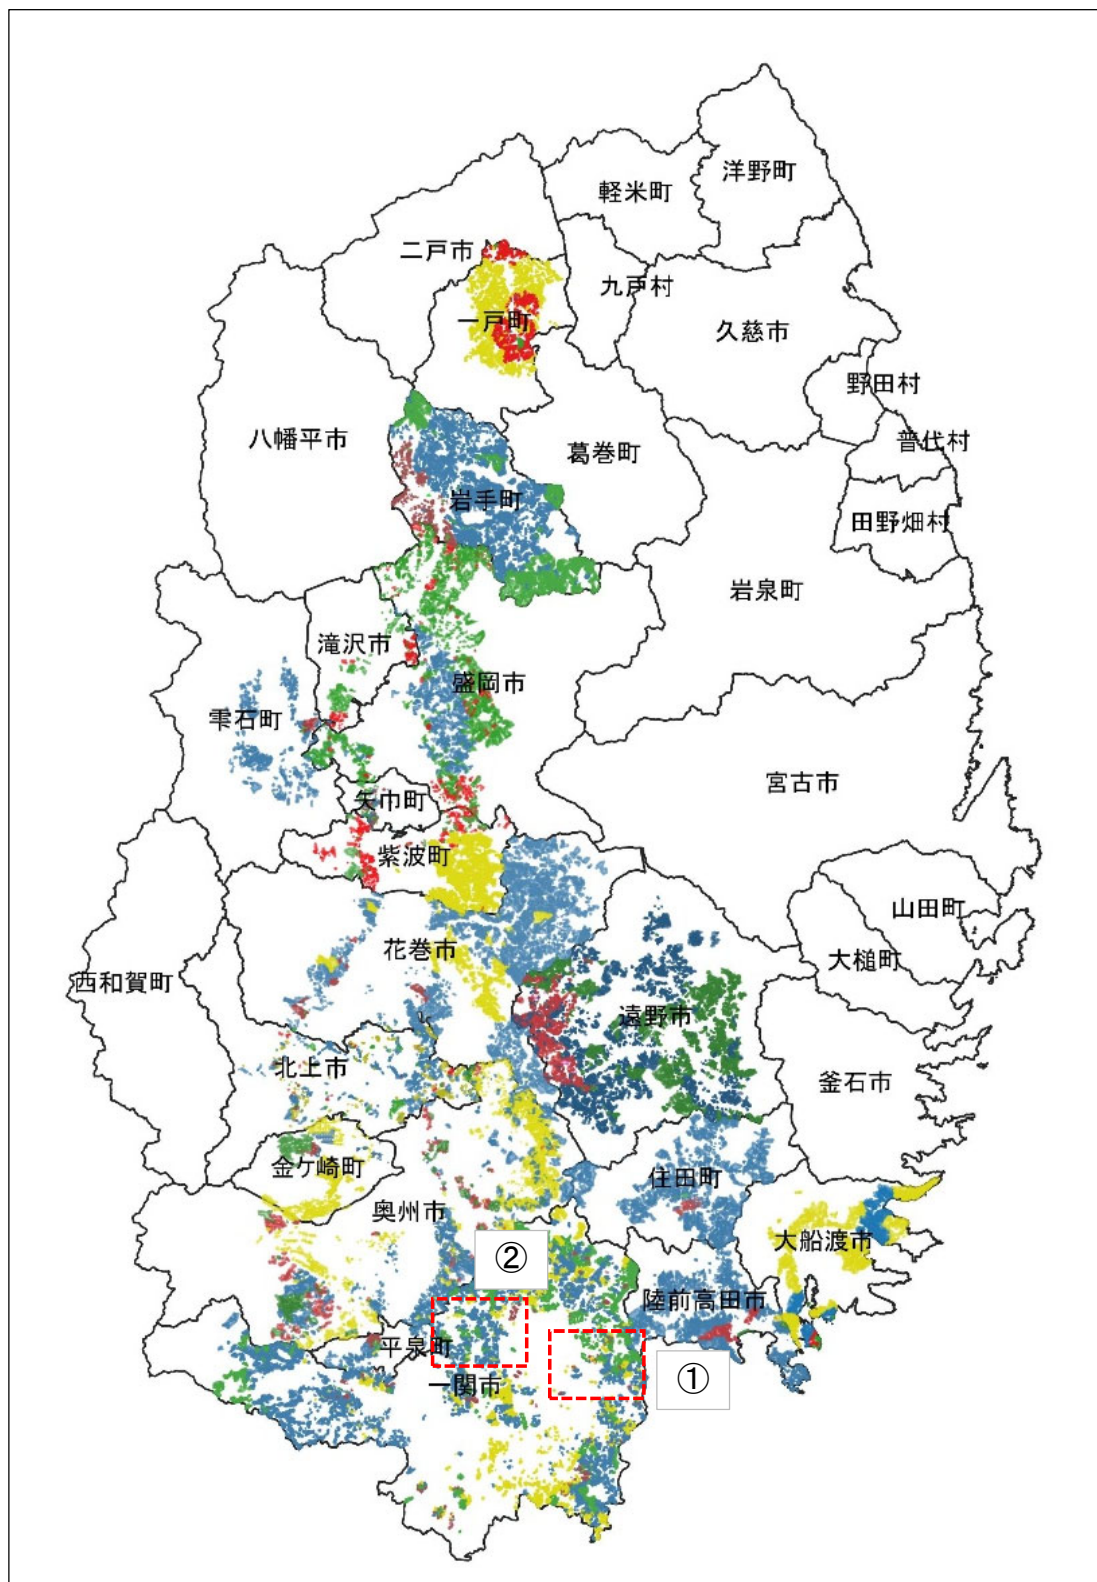 洋野町
軽米町
二戸市
九戸村
一戸町
久慈市
野田村
八幡平市
普代村
葛巻町
岩手町
田野畑村
岩泉町
滝沢市
盛岡市
雫石町
宮古市
矢巾町
紫波町
山田町
花巻市
大槌町
西和賀町
遠野市
北上市
釜石市
金ケ崎町
住田町
奥州市
大船渡市
②
陸前高田市
平泉町
①
一関市